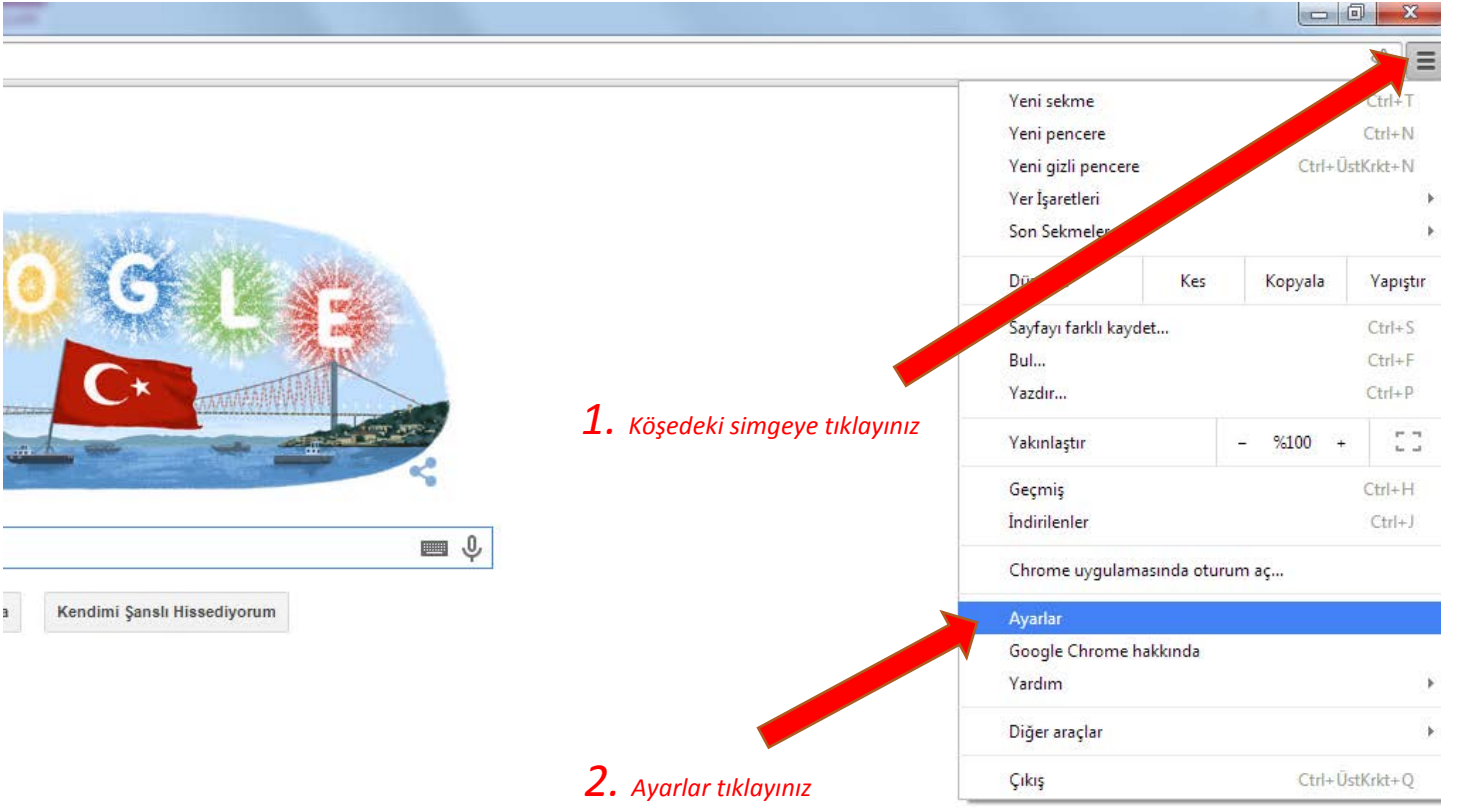 Yeni sekme Ctrl+T
Yeni pencere Ctrl+N
Yeni gizli pencere Ctrl+ÜstKrkt+N
Yer İşaretleri
Son Sekmeler
Kes Kopyala Yapıştır
Sayfayı farklı kaydet... Ctrl+S
Bul... Ctrl+F
Yazdır... Ctrl+P
Yakınlaştır - %100 +
Geçmiş Ctrl+H
İndirilenler Ctrl+J
Chrome uygulamasında oturum aç...
Ayarlar
Google Chrome hakkında
Yardım
Diğer araçlar
Çıkış Ctrl+ÜstKrkt+Q
OGLE
1. Köşedeki simgeye tıklayınız
a Kendimi Şanslı Hissediyorum
2. Ayarlar tıklayınız